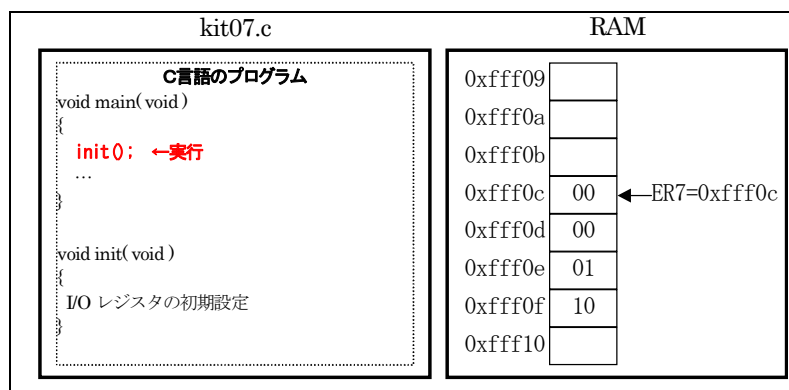 kit07.c
C言語のプログラム
void main( void )
{
init(); ←実行
…
}
void init( void )
{
I/O レジスタの初期設定
}
RAM
0xfff09
0xfff0a
0xfff0b
0xfff0c 00 ←ER7=0xfff0c
0xfff0d 00
0xfff0e 01
0xfff0f 10
0xfff10